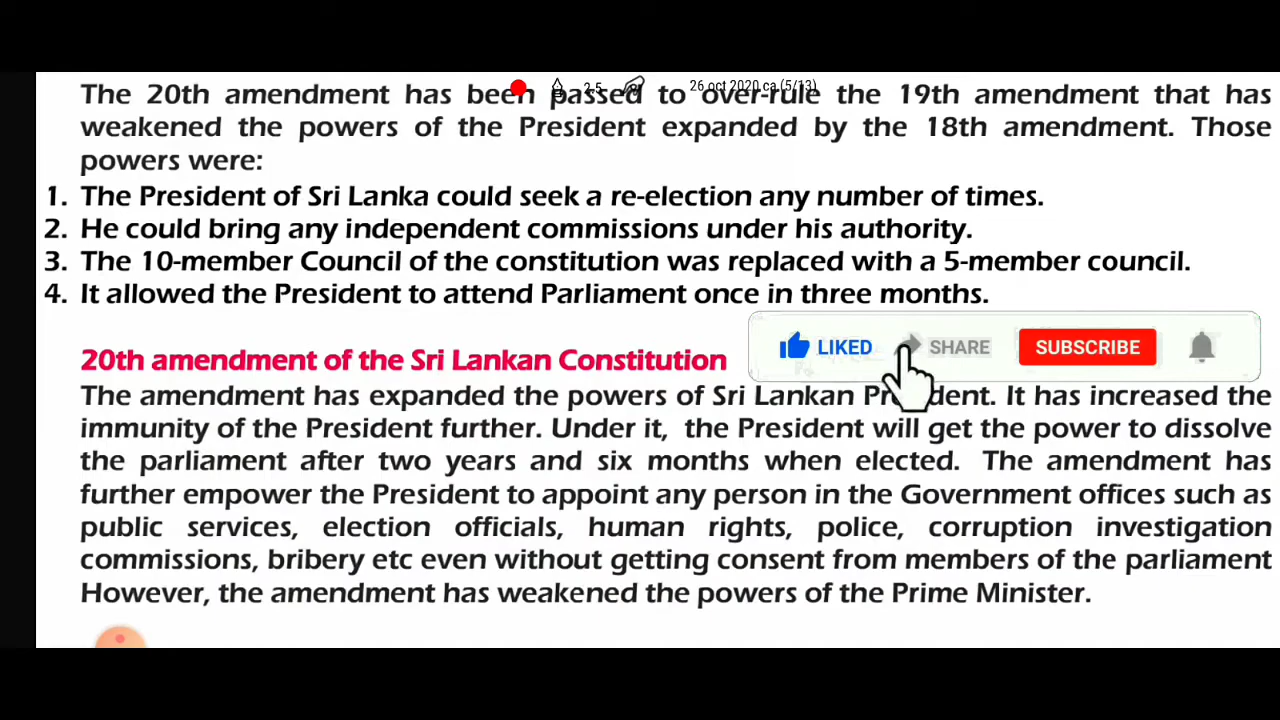 26 oct 2020 ca (5/13)
2.5
The 20th amendment has been passed to over-rule the 19th amendment that has
weakened the powers of the President expanded by the 18th amendment. Those
powers were:
1. The President of Sri Lanka could seek a re-election any number of times.
2. He could bring any independent commissions under his authority.
3. The 10-member Council of the constitution was replaced with a 5-member council.
4. It allowed the President to attend Parliament once in three months.
LIKED SHARE SUBSCRIBE
20th amendment of the Sri Lankan Constitution
The amendment has expanded the powers of Sri Lankan President. It has increased the
immunity of the President further. Under it, the President will get the power to dissolve
the parliament after two years and six months when elected. The amendment has
further empower the President to appoint any person in the Government offices such as
public services, election officials, human rights, police, corruption investigation
commissions, bribery etc even without getting consent from members of the parliament
However, the amendment has weakened the powers of the Prime Minister.